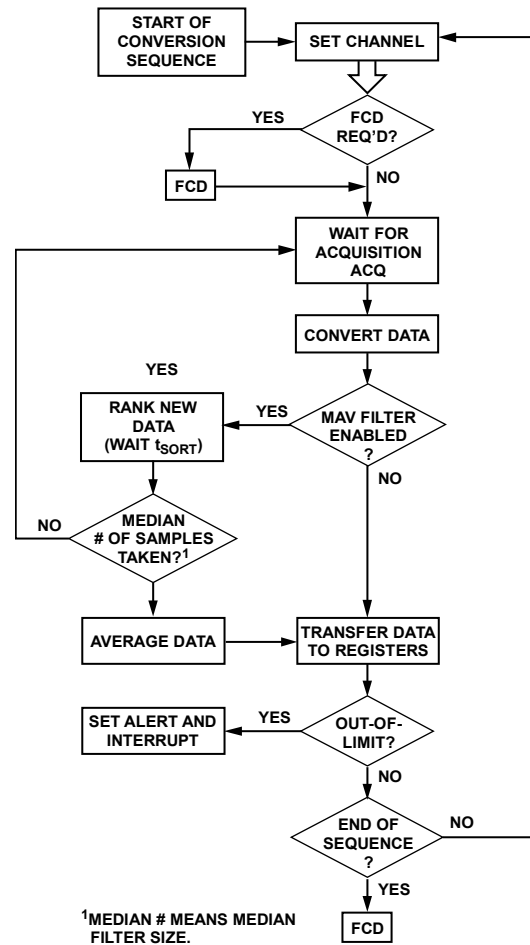 START OF
CONVERSION
SEQUENCE
SET CHANNEL
YES
FCD
REQ'D?
FCD
NO
WAIT FOR
ACQUISITION
ACQ
CONVERT DATA
YES
RANK NEW
DATA
(WAIT tSORT)
YES
MAV FILTER
ENABLED
?
NO
NO
MEDIAN
# OF SAMPLES
TAKEN?1
AVERAGE DATA
TRANSFER DATA
TO REGISTERS
SET ALERT AND
INTERRUPT
YES
OUT-OF-
LIMIT?
NO
END OF
SEQUENCE
?
NO
YES
FCD
1MEDIAN # MEANS MEDIAN
FILTER SIZE.